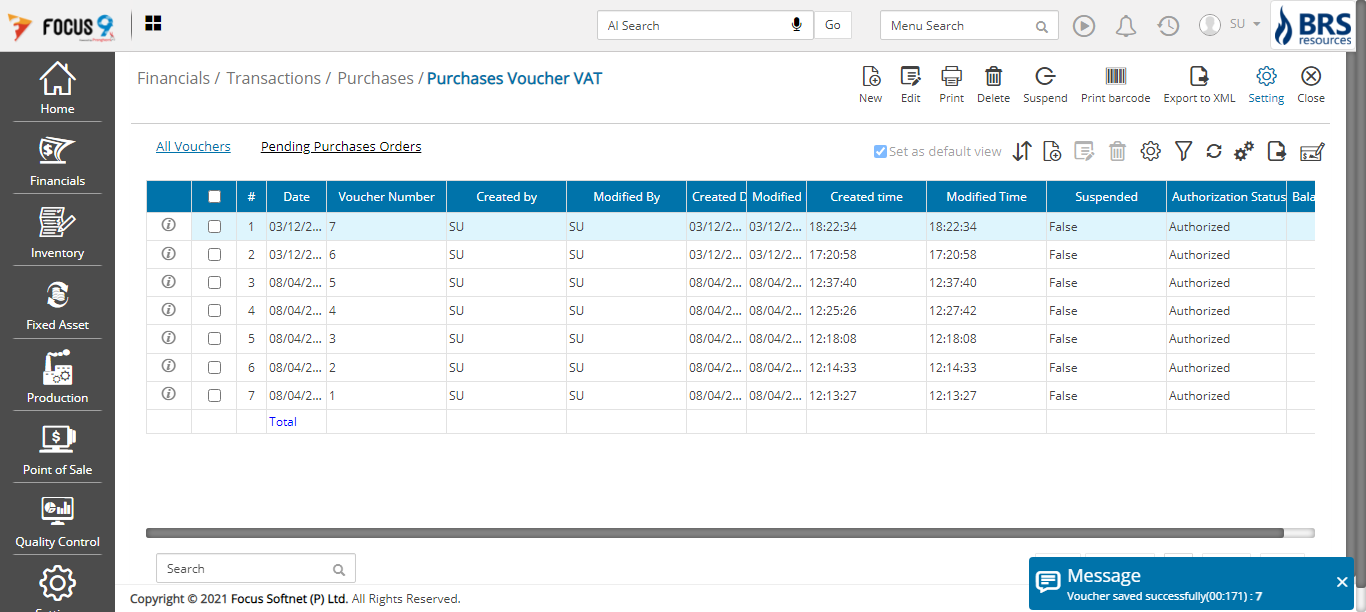 FOCUS 9
AI Search
Go
Menu Search
SU
BRS
resources
Home
Financials
Inventory
Fixed Asset
Production
Point of Sale
Quality Control
Financials / Transactions / Purchases / Purchases Voucher VAT
New Edit Print Delete Suspend Print barcode Export to XML Setting Close
All Vouchers Pending Purchases Orders Set as default view
# Date Voucher Number Created by Modified By Created D Modified Created time Modified Time Suspended Authorization Status Bala
1 03/12/2... 7 SU SU 03/12/2... 03/12/2... 18:22:34 18:22:34 False Authorized
2 03/12/2... 6 SU SU 03/12/2... 03/12/2... 17:20:58 17:20:58 False Authorized
3 08/04/2... 5 SU SU 08/04/2... 08/04/2... 12:37:40 12:37:40 False Authorized
4 08/04/2... 4 SU SU 08/04/2... 08/04/2... 12:25:26 12:27:42 False Authorized
5 08/04/2... 3 SU SU 08/04/2... 08/04/2... 12:18:08 12:18:08 False Authorized
6 08/04/2... 2 SU SU 08/04/2... 08/04/2... 12:14:33 12:14:33 False Authorized
7 08/04/2... 1 SU SU 08/04/2... 08/04/2... 12:13:27 12:13:27 False Authorized
Total
Search
Message
Voucher saved successfully(00:171) : 7
Copyright © 2021 Focus Softnet (P) Ltd. All Rights Reserved.